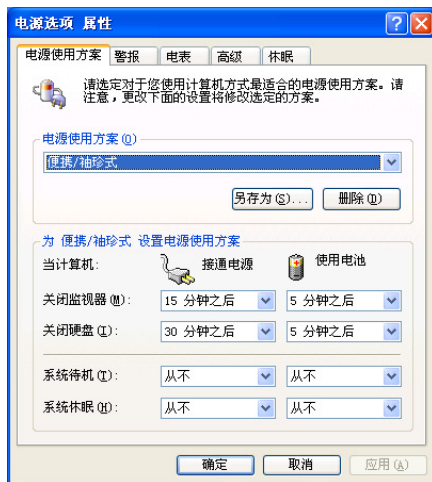 电源选项 属性
电源使用方案 警报 电表 高级 休眠
请选定对于您使用计算机方式最适合的电源使用方案。请
注意，更改下面的设置将修改选定的方案。
电源使用方案(O)
便携/袖珍式
另存为(S)... 删除(D)
为 便携/袖珍式 设置电源使用方案
当计算机: 接通电源 使用电池
关闭监视器(M): 15 分钟之后 5 分钟之后
关闭硬盘(I): 30 分钟之后 5 分钟之后
系统待机(T): 从不 从不
系统休眠(H): 从不 从不
确定 取消 应用(A)